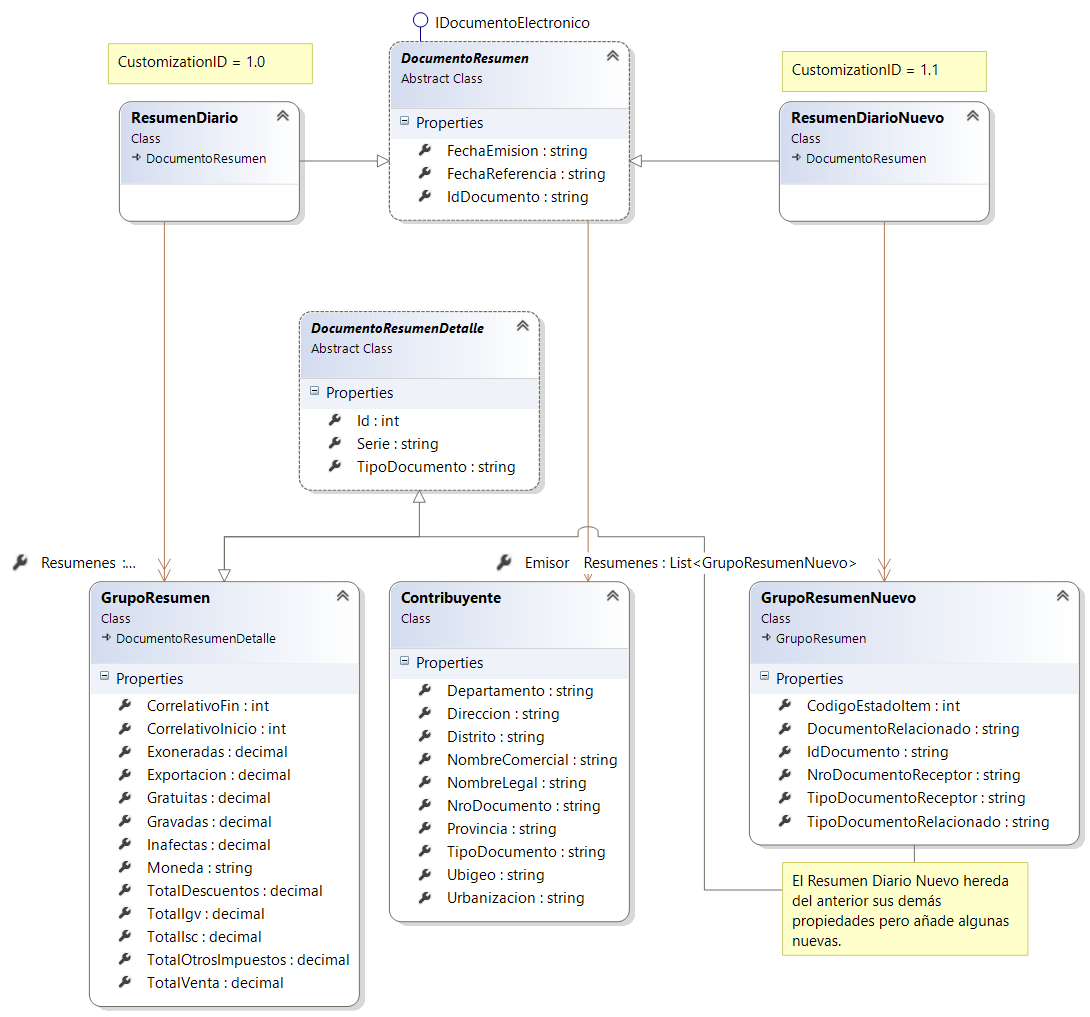 IDocumentoElectronico
CustomizationID = 1.0
DocumentoResumen
Abstract Class
Properties
FechaEmision : string
FechaReferencia : string
IdDocumento : string
CustomizationID = 1.1
ResumenDiario
Class
DocumentoResumen
ResumenDiarioNuevo
Class
DocumentoResumen
DocumentoResumenDetalle
Abstract Class
Properties
Id : int
Serie : string
TipoDocumento : string
Resumenes :...
Emisor
Resumenes : List<GrupoResumenNuevo>
GrupoResumen
Class
DocumentoResumenDetalle
Properties
CorrelativoFin : int
CorrelativoInicio : int
Exoneradas : decimal
Exportacion : decimal
Gratuitas : decimal
Gravadas : decimal
Inafectas : decimal
Moneda : string
TotalDescuentos : decimal
TotalIgv : decimal
TotalIsc : decimal
TotalOtrosImpuestos : decimal
TotalVenta : decimal
Contribuyente
Class
Properties
Departamento : string
Direccion : string
Distrito : string
NombreComercial : string
NombreLegal : string
NroDocumento : string
Provincia : string
TipoDocumento : string
Ubigeo : string
Urbanizacion : string
GrupoResumenNuevo
Class
GrupoResumen
Properties
CodigoEstadoItem : int
DocumentoRelacionado : string
IdDocumento : string
NroDocumentoReceptor : string
TipoDocumentoReceptor : string
TipoDocumentoRelacionado : string
El Resumen Diario Nuevo hereda
del anterior sus demás
propiedades pero añade algunas
nuevas.